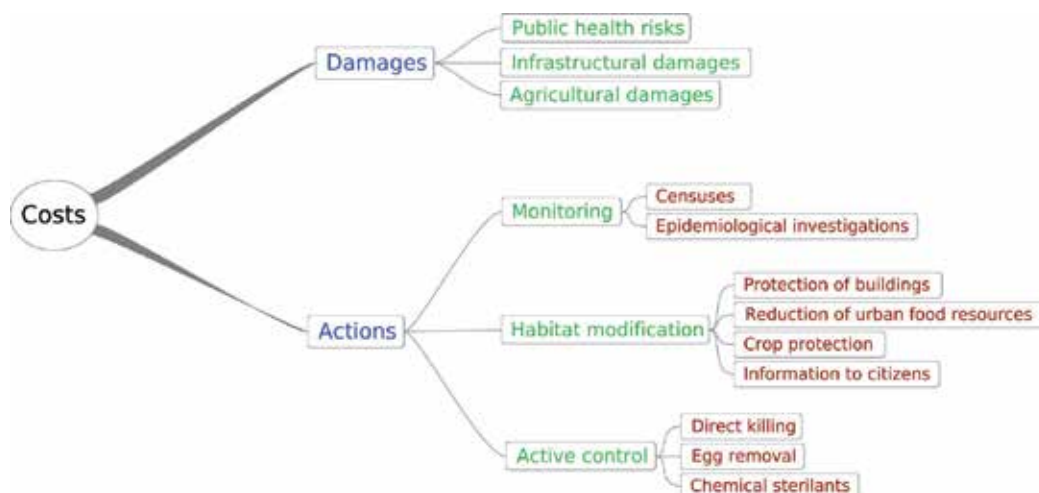 Costs
Damages
Public health risks
Infrastructural damages
Agricultural damages
Actions
Monitoring
Censuses
Epidemiological investigations
Habitat modification
Protection of buildings
Reduction of urban food resources
Crop protection
Information to citizens
Active control
Direct killing
Egg removal
Chemical sterilants